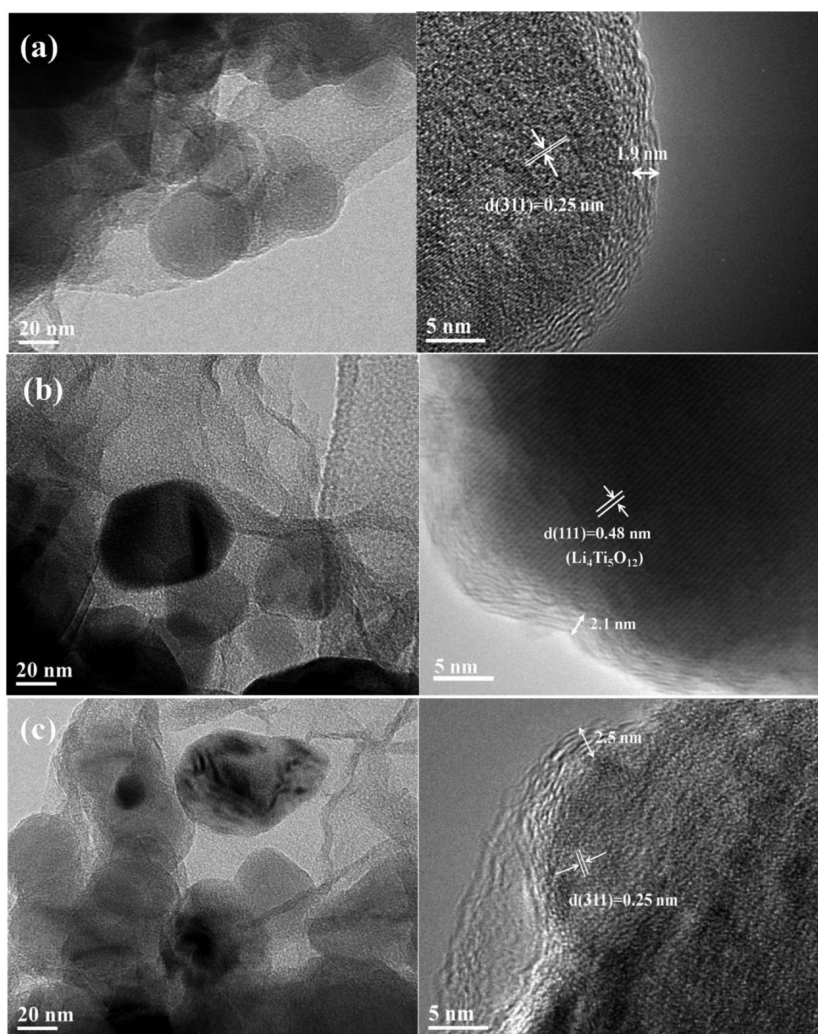 (a)
20 nm
1.9 nm
d(311)=0.25 nm
5 nm
(b)
20 nm
d(111)=0.48 nm
(Li₄Ti₅O₁₂)
2.1 nm
5 nm
(c)
20 nm
2.5 nm
d(311)=0.25 nm
5 nm